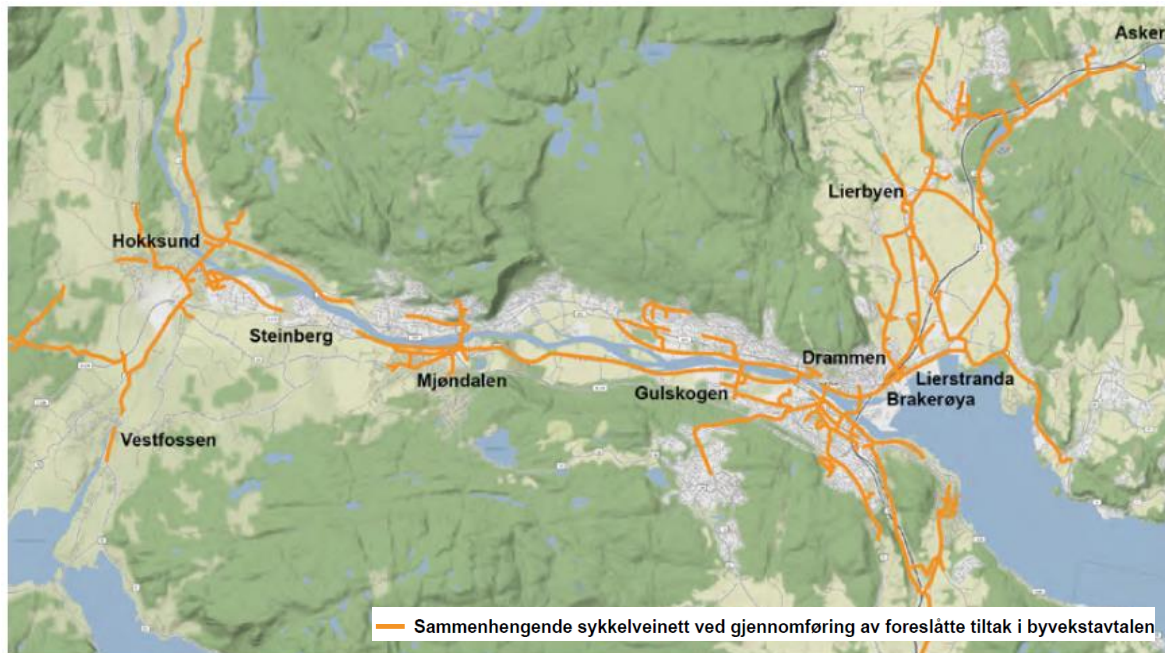 Asker
Lierbyen
Hokksund
Steinberg
Drammen
Mjøndalen
Lierstranda
Gulskogen
Brakerøya
Vestfossen
Sammenhengende sykkelveinett ved gjennomføring av foreslåtte tiltak i byvekstavtalen